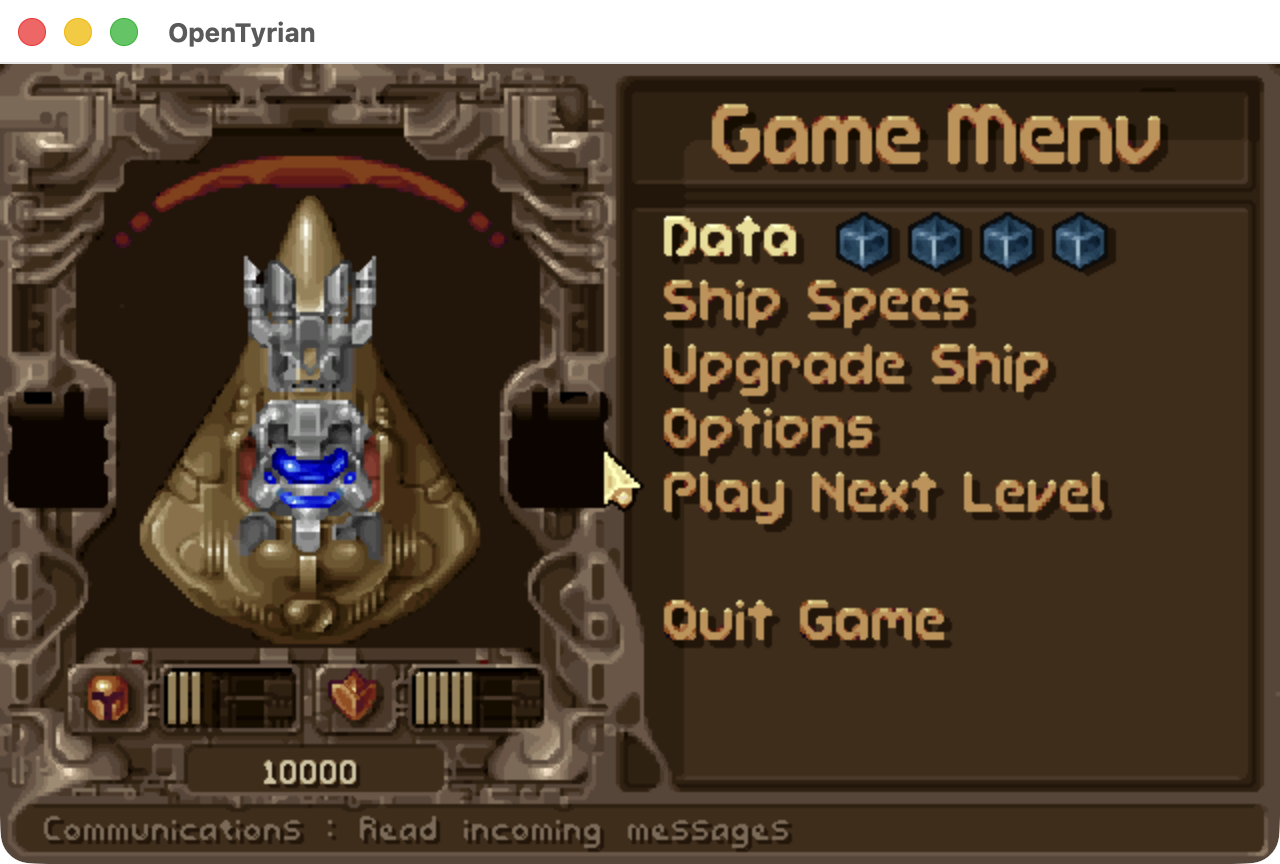 OpenTyrian
Game Menu
Data
Ship Specs
Upgrade Ship
Options
Play Next Level
Quit Game
10000
Communications : Read incoming messages